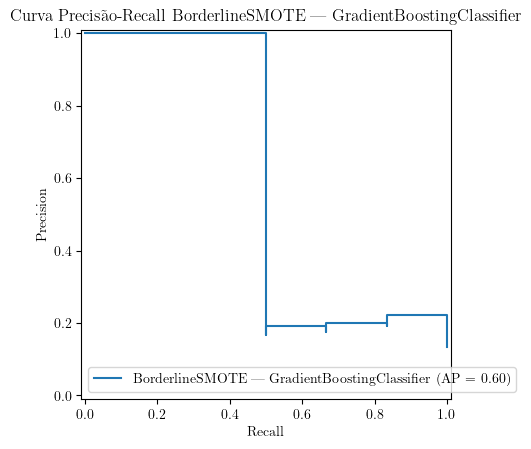 Curva Precisão-Recall BorderlineSMOTE — GradientBoostingClassifier
1.0
0.8
0.6
0.4
0.2
0.0
Precision
BorderlineSMOTE — GradientBoostingClassifier (AP = 0.60)
0.0 0.2 0.4 0.6 0.8 1.0
Recall